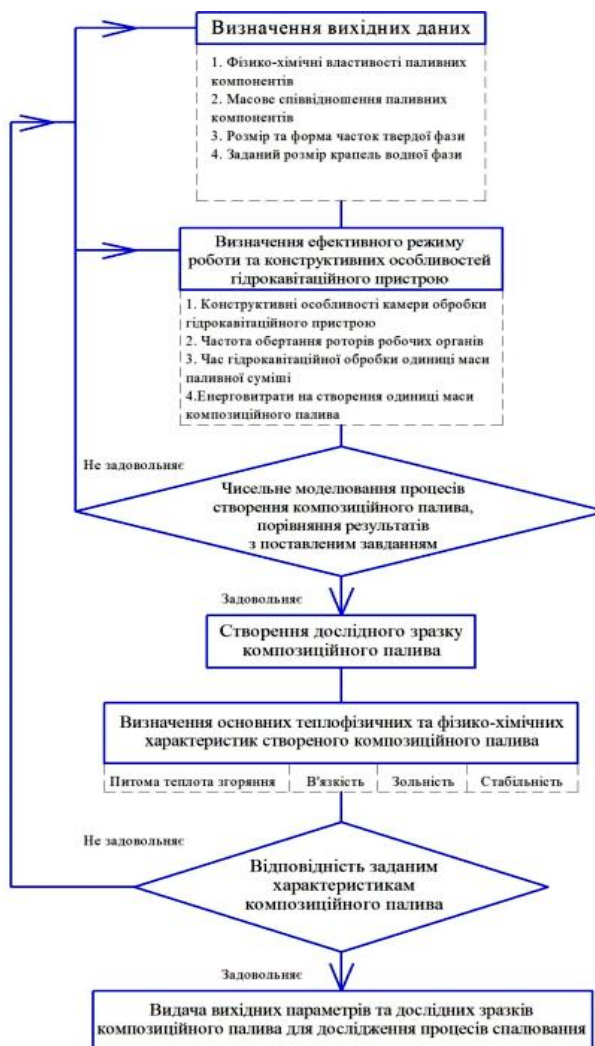 Визначення вихідних даних
1. Фізико-хімічні властивості паливних
компонентів
2. Масове співвідношення паливних
компонентів
3. Розмір та форма часток твердої фази
4. Заданий розмір крапель водної фази
Визначення ефективного режиму
роботи та конструктивних особливостей
гідрокавітаційного пристрою
1. Конструктивні особливості камери обробки
гідрокавітаційного пристрою
2. Частота обертання роторів робочих органів
3. Час гідрокавітаційної обробки одиниці маси
паливної суміші
4.Енерговитрати на створення одиниці маси
композиційного палива
Не задовольняє
Чисельне моделювання процесів
створення композиційного палива,
порівняння результатів
з поставленим завданням
Задовольняє
Створення дослідного зразку
композиційного палива
Визначення основних теплофізичних та фізико-хімічних
характеристик створеного композиційного палива
Питома теплота згоряння В'язкість Зольність Стабільність
Не задовольняє
Відповідність заданим
характеристикам
композиційного палива
Задовольняє
Видача вихідних параметрів та дослідних зразків
композиційного палива для дослідження процесів спалювання